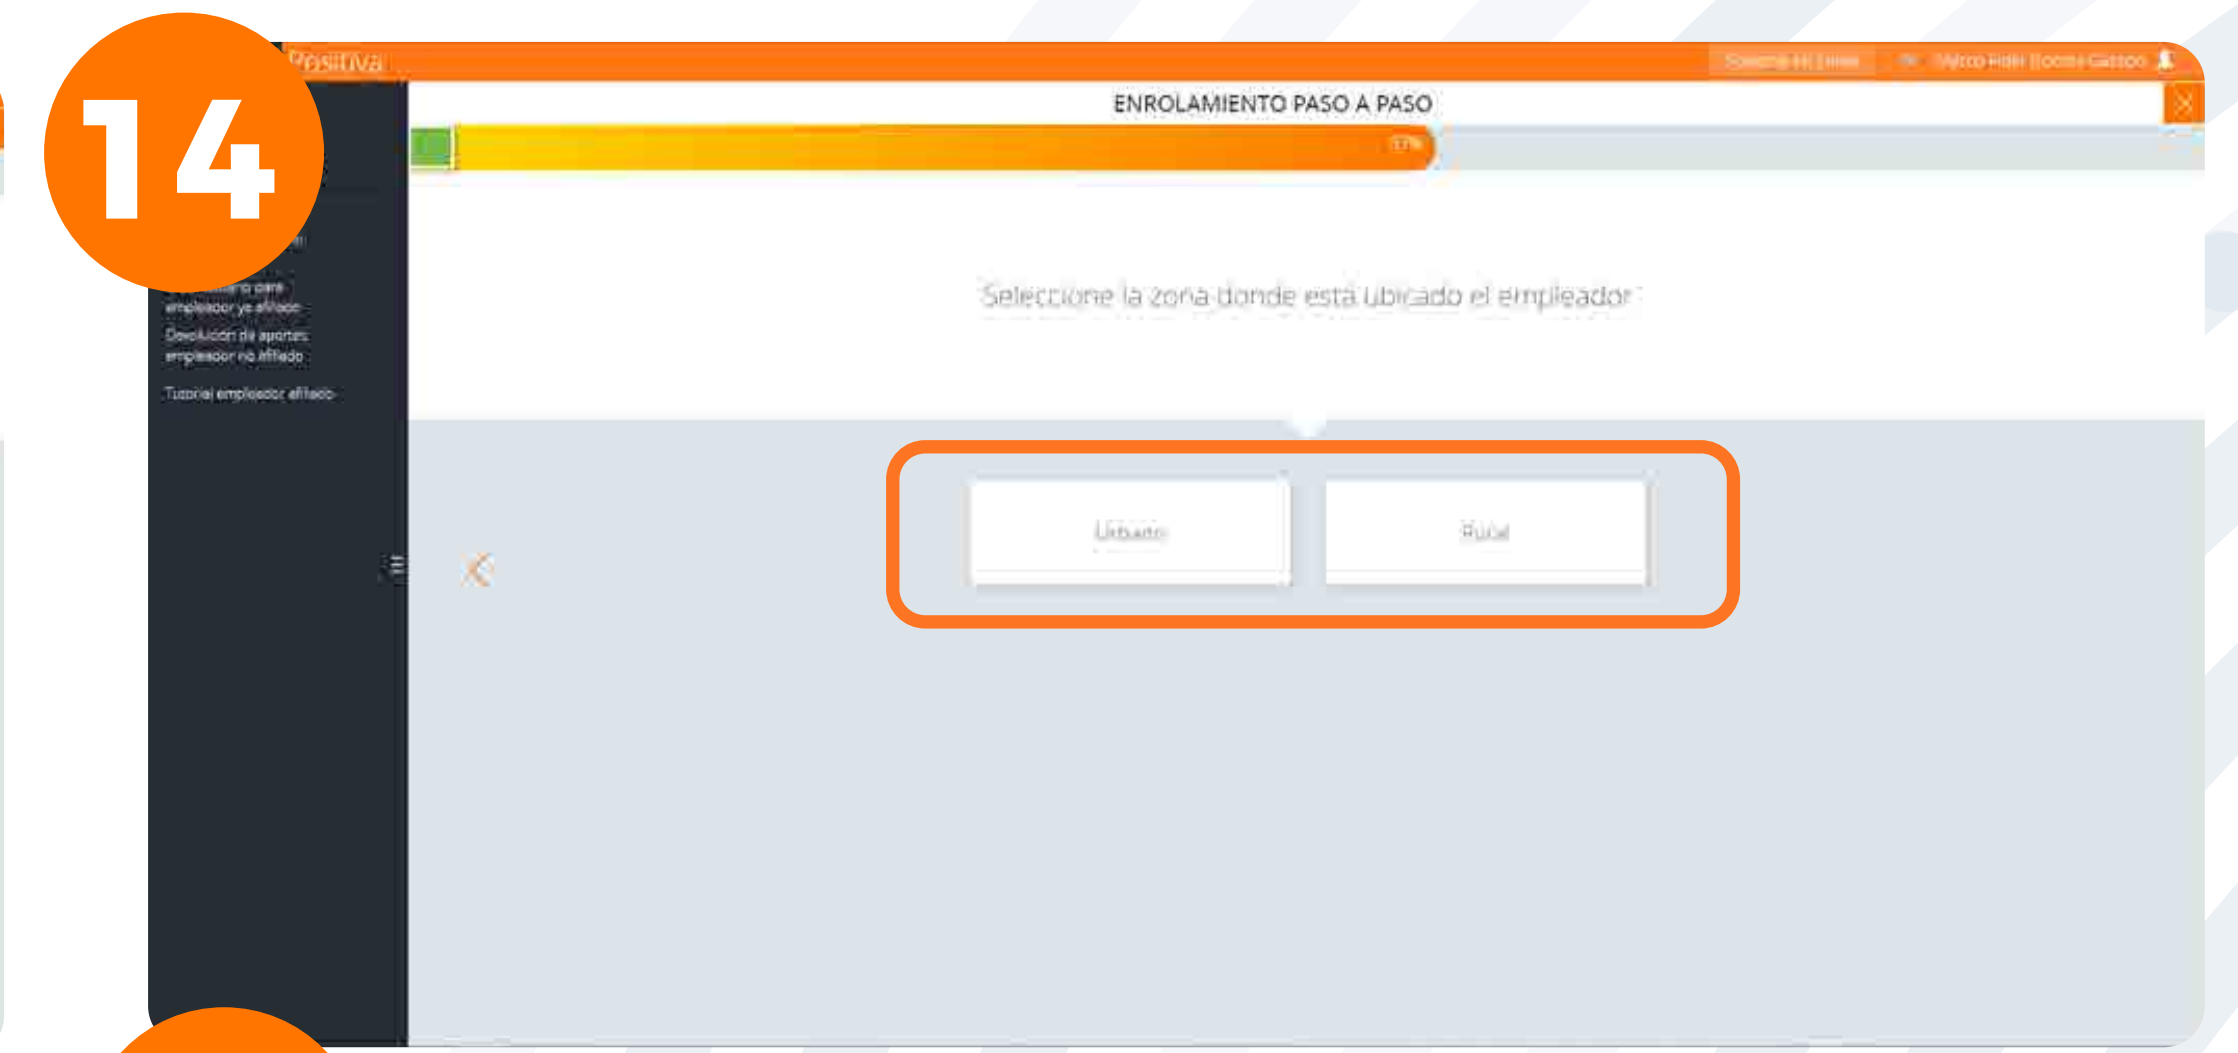 14
Positiva
ENROLAMIENTO PASO A PASO
Seleccione la zona donde está ubicado el empleador
para
empleador ya afiliado
Devolución de aportes
empleador no afiliado
Tutorial empleador afiliado
Urbano
Rural